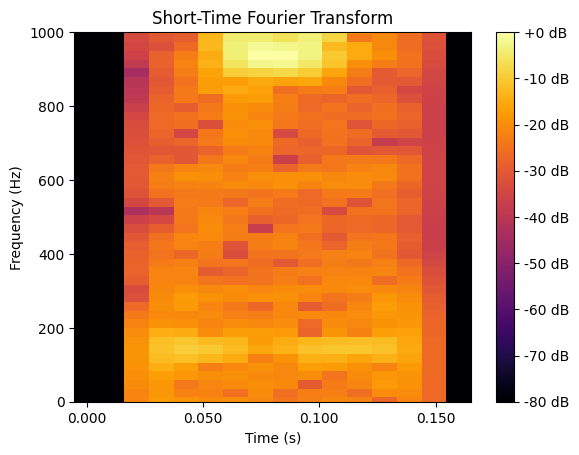 Short-Time Fourier Transform
1000
800
600
400
200
0
Frequency (Hz)
0.000
0.050
0.100
0.150
Time (s)
+0 dB
-10 dB
-20 dB
-30 dB
-40 dB
-50 dB
-60 dB
-70 dB
-80 dB